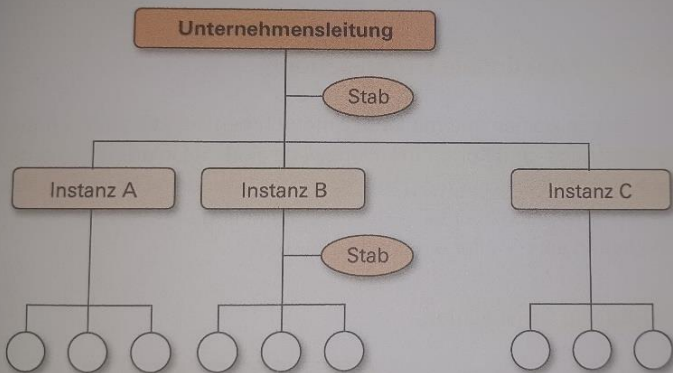 Unternehmensleitung
Stab
Instanz A
Instanz B
Instanz C
Stab